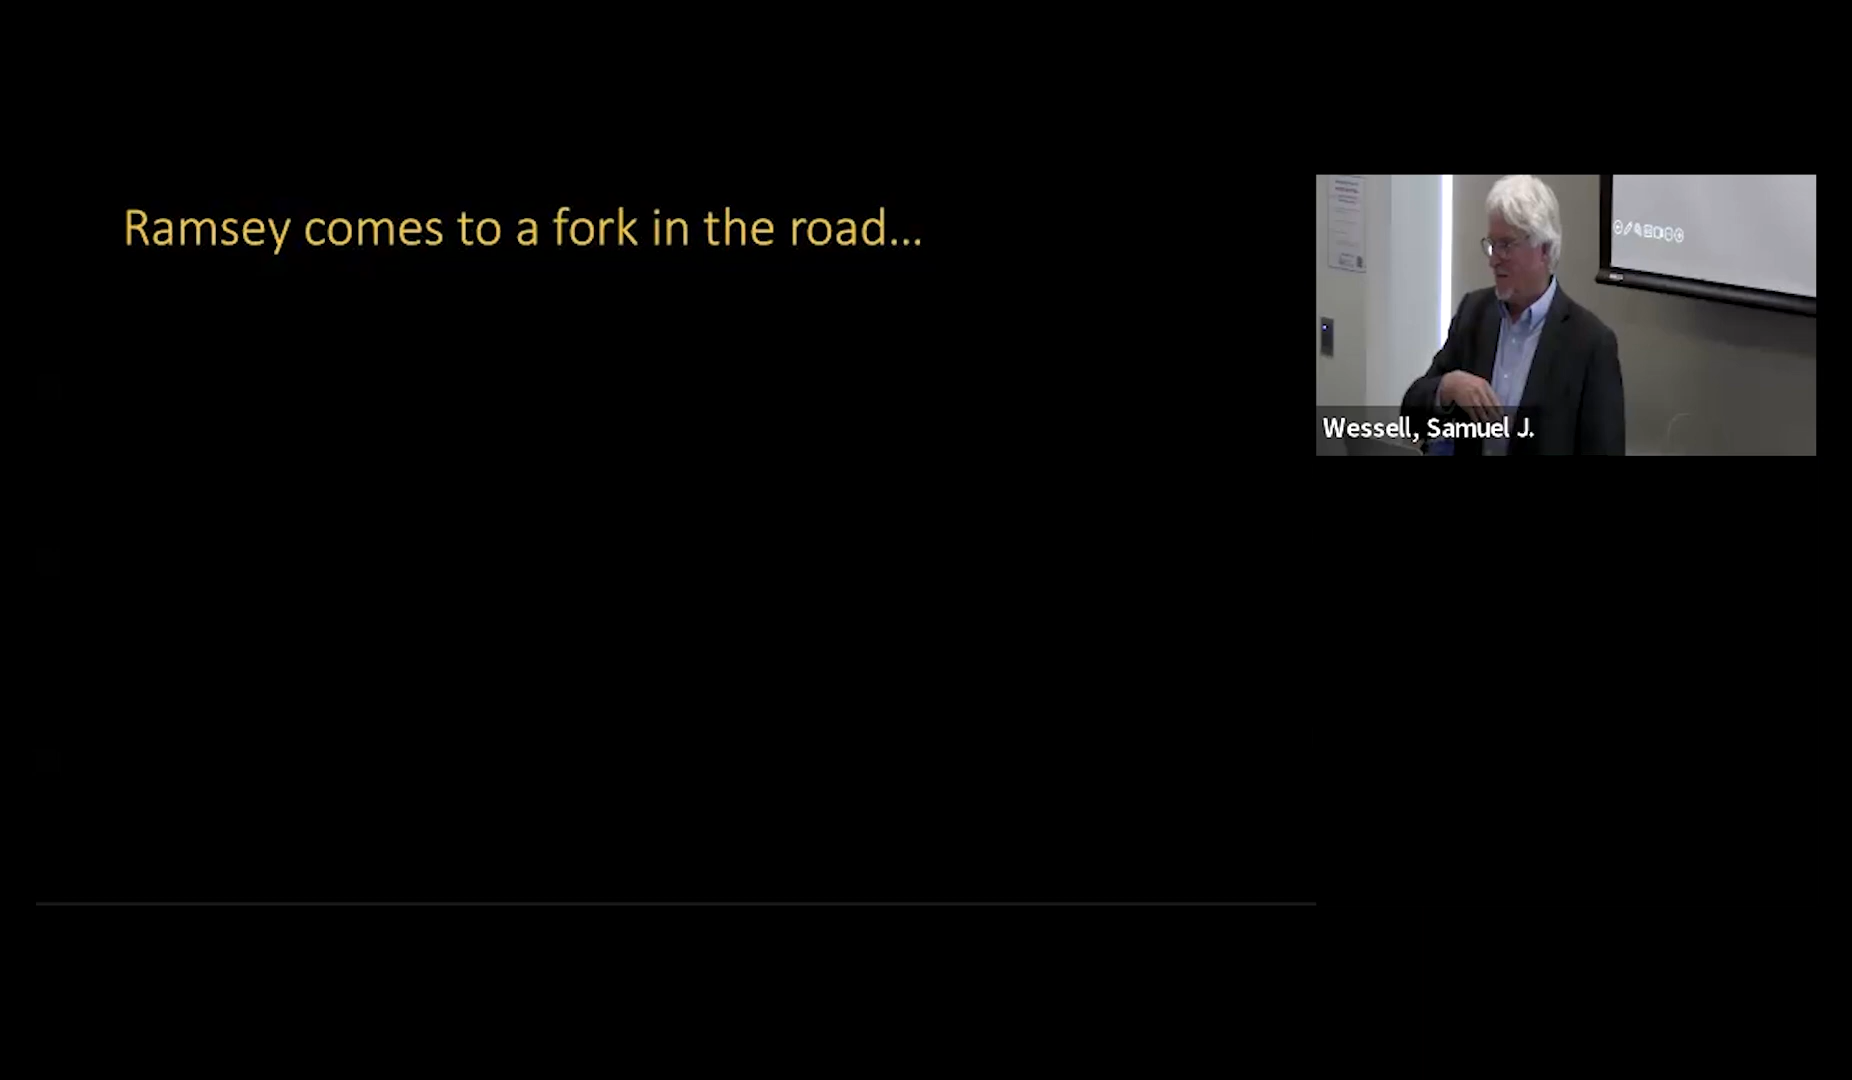 Ramsey comes to a fork in the road...
Wessell, Samuel J.